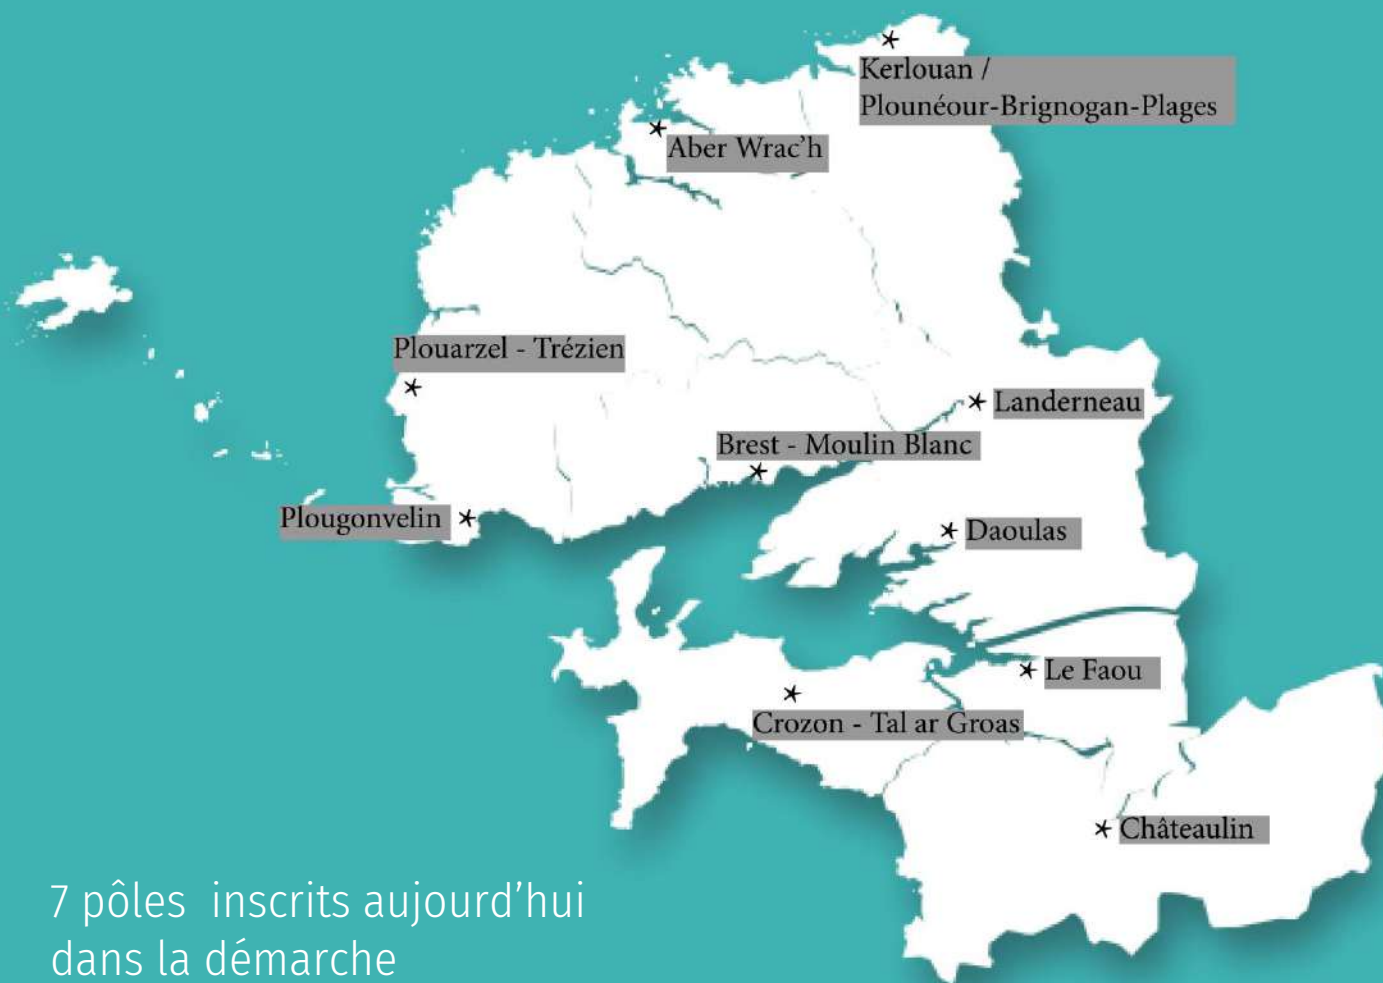 Kerlouan /
Plounéour-Brignogan-Plages
Aber Wrac’h
Plouarzel - Trézien
Landerneau
Brest - Moulin Blanc
Plougonvelin
Daoulas
Le Faou
Crozon - Tal ar Groas
Châteaulin
7 pôles inscrits aujourd’hui
dans la démarche